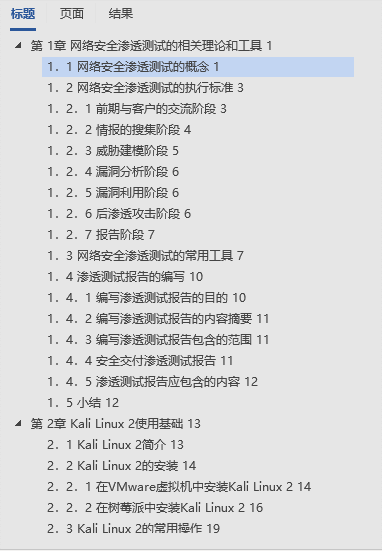 标题 页面 结果
第 1章 网络安全渗透测试的相关理论和工具 1
1．1 网络安全渗透测试的概念 1
1．2 网络安全渗透测试的执行标准 3
1．2．1 前期与客户的交流阶段 3
1．2．2 情报的搜集阶段 4
1．2．3 威胁建模阶段 5
1．2．4 漏洞分析阶段 6
1．2．5 漏洞利用阶段 6
1．2．6 后渗透攻击阶段 6
1．2．7 报告阶段 7
1．3 网络安全渗透测试的常用工具 7
1．4 渗透测试报告的编写 10
1．4．1 编写渗透测试报告的目的 10
1．4．2 编写渗透测试报告的内容摘要 11
1．4．3 编写渗透测试报告包含的范围 11
1．4．4 安全交付渗透测试报告 11
1．4．5 渗透测试报告应包含的内容 12
1．5 小结 12
第 2章 Kali Linux 2使用基础 13
2．1 Kali Linux 2简介 13
2．2 Kali Linux 2的安装 14
2．2．1 在VMware虚拟机中安装Kali Linux 2 14
2．2．2 在树莓派中安装Kali Linux 2 16
2．3 Kali Linux 2的常用操作 19